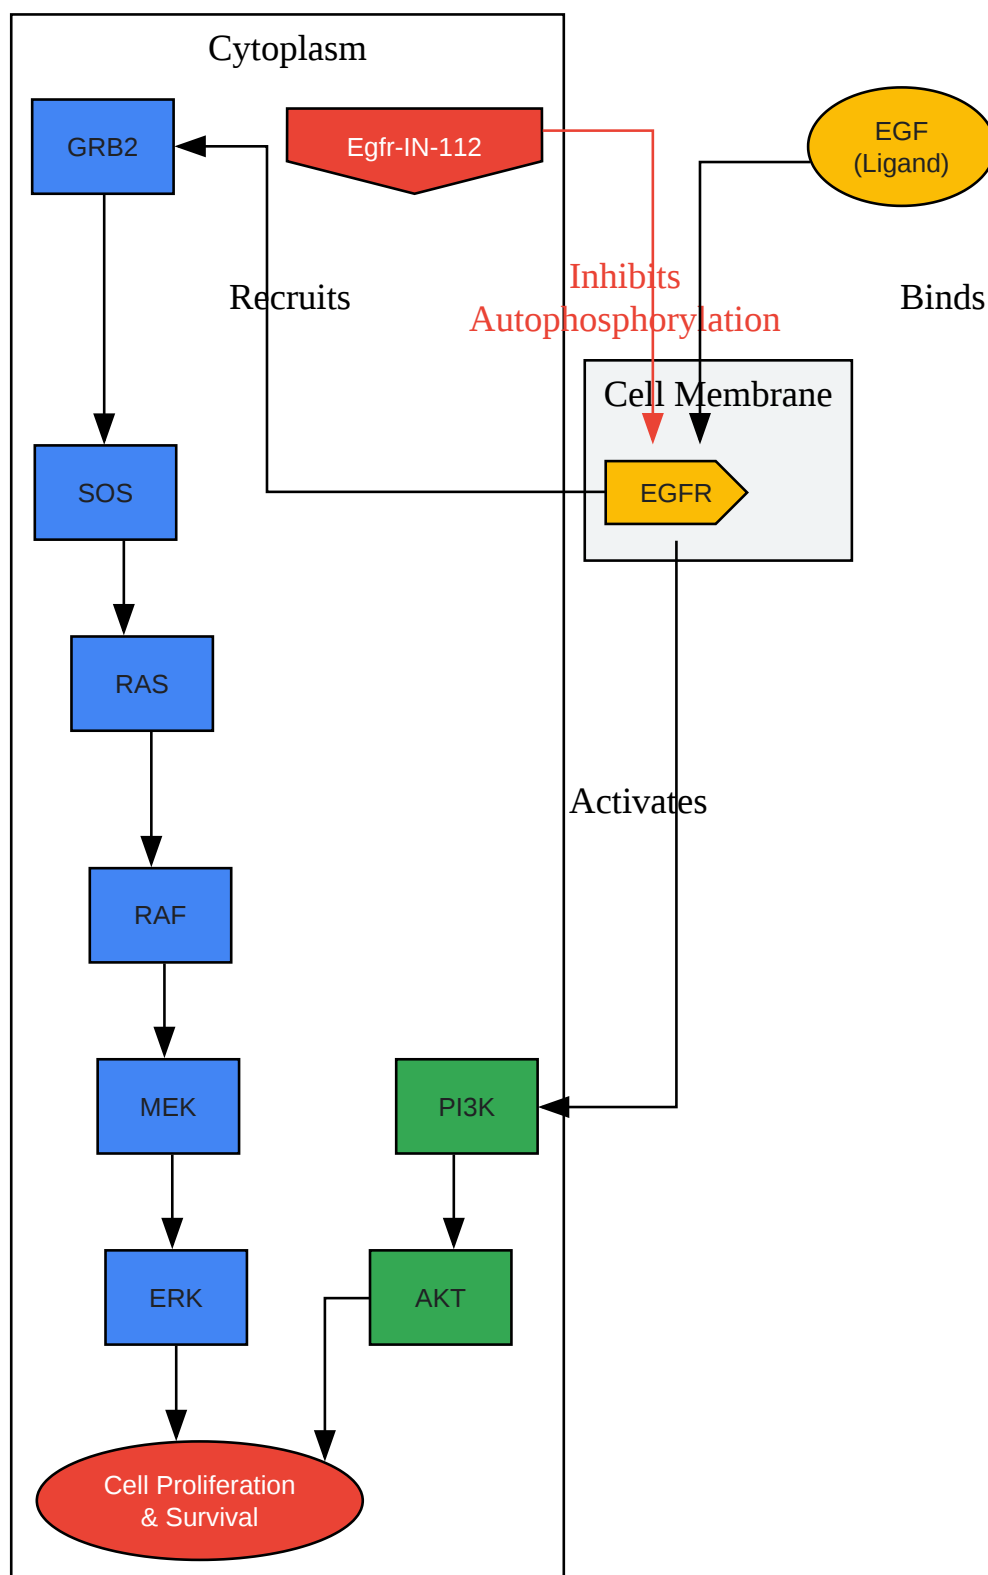 Cytoplasm
GRB2
Egfr-IN-112
EGF
(Ligand)
Recruits
Inhibits
Autophosphorylation
Binds
Cell Membrane
SOS
EGFR
RAS
Activates
RAF
MEK
PI3K
ERK
AKT
Cell Proliferation
& Survival